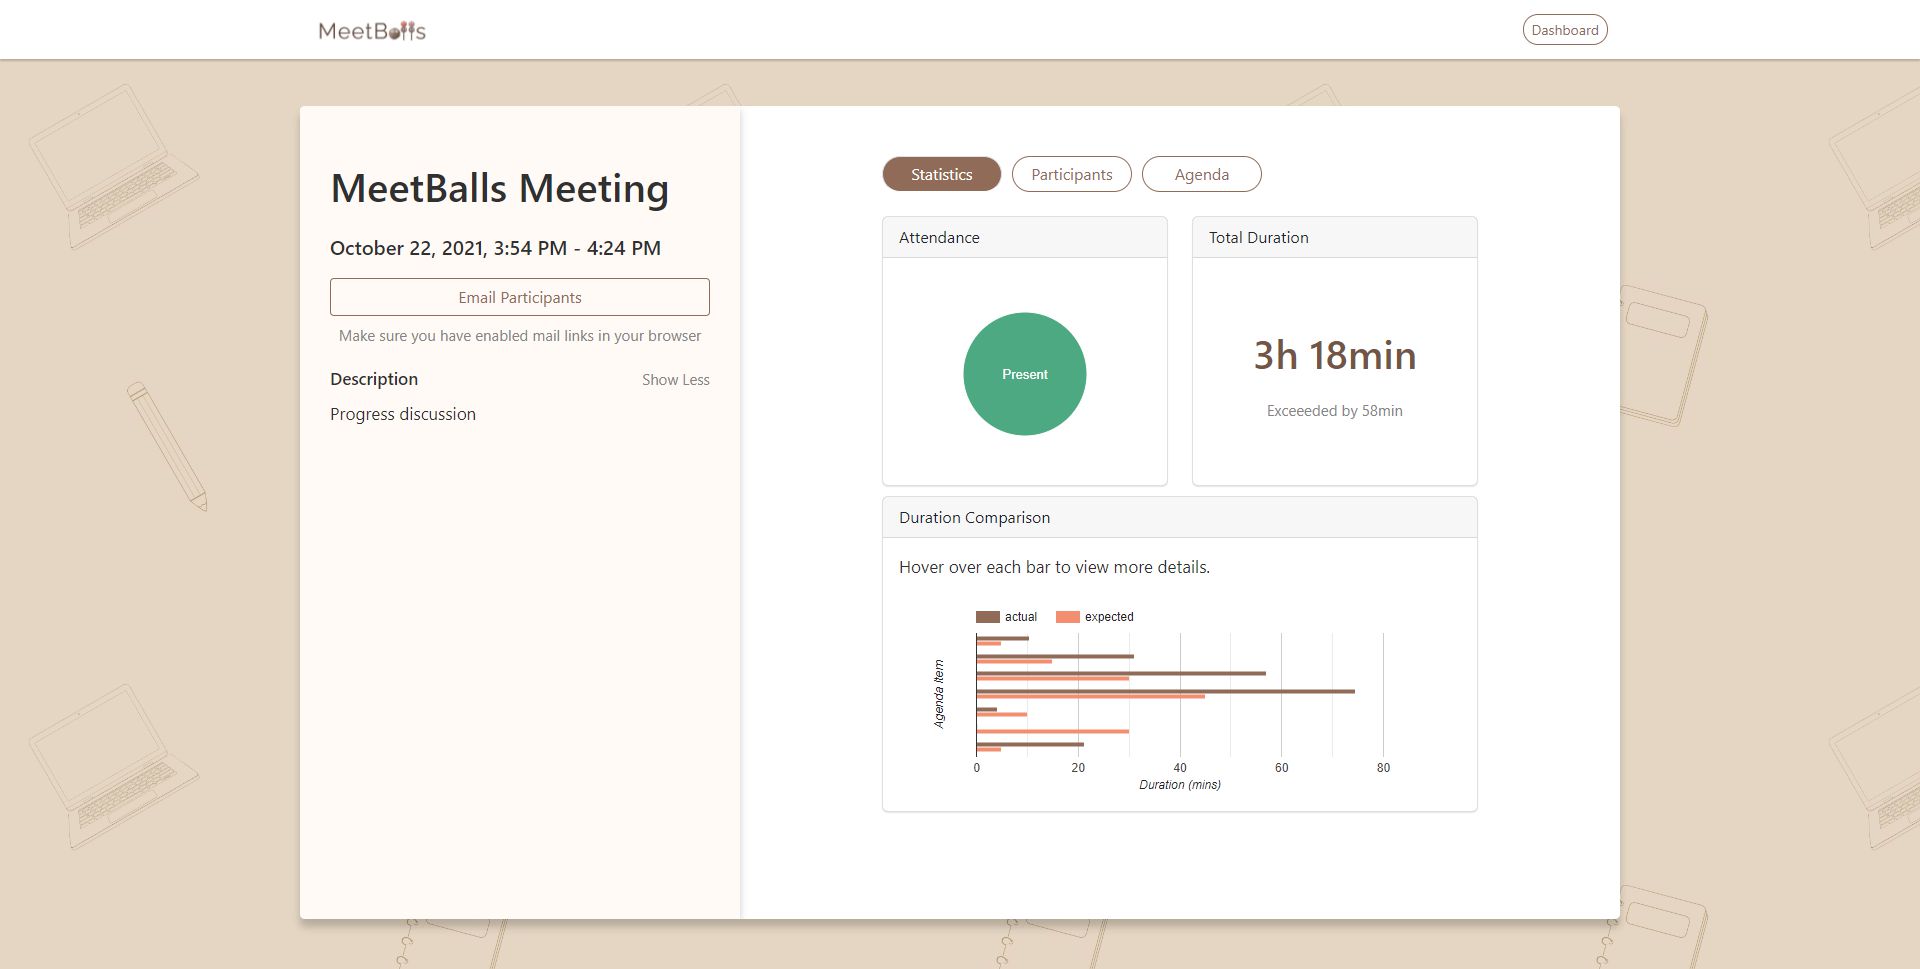 MeetBalls
Dashboard
MeetBalls Meeting
October 22, 2021, 3:54 PM - 4:24 PM
Email Participants
Make sure you have enabled mail links in your browser
Description
Show Less
Progress discussion
Statistics
Participants
Agenda
Attendance
Present
Total Duration
3h 18min
Exceeeded by 58min
Duration Comparison
Hover over each bar to view more details.
actual
expected
Agenda Item
0 20 40 60 80
Duration (mins)